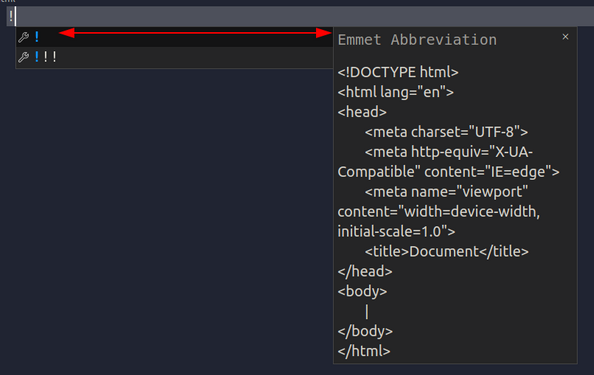 !
!
!!!
Emmet Abbreviation ×
<!DOCTYPE html>
<html lang="en">
<head>
<meta charset="UTF-8">
<meta http-equiv="X-UA-
Compatible" content="IE=edge">
<meta name="viewport"
content="width=device-width,
initial-scale=1.0">
<title>Document</title>
</head>
<body>
|
</body>
</html>